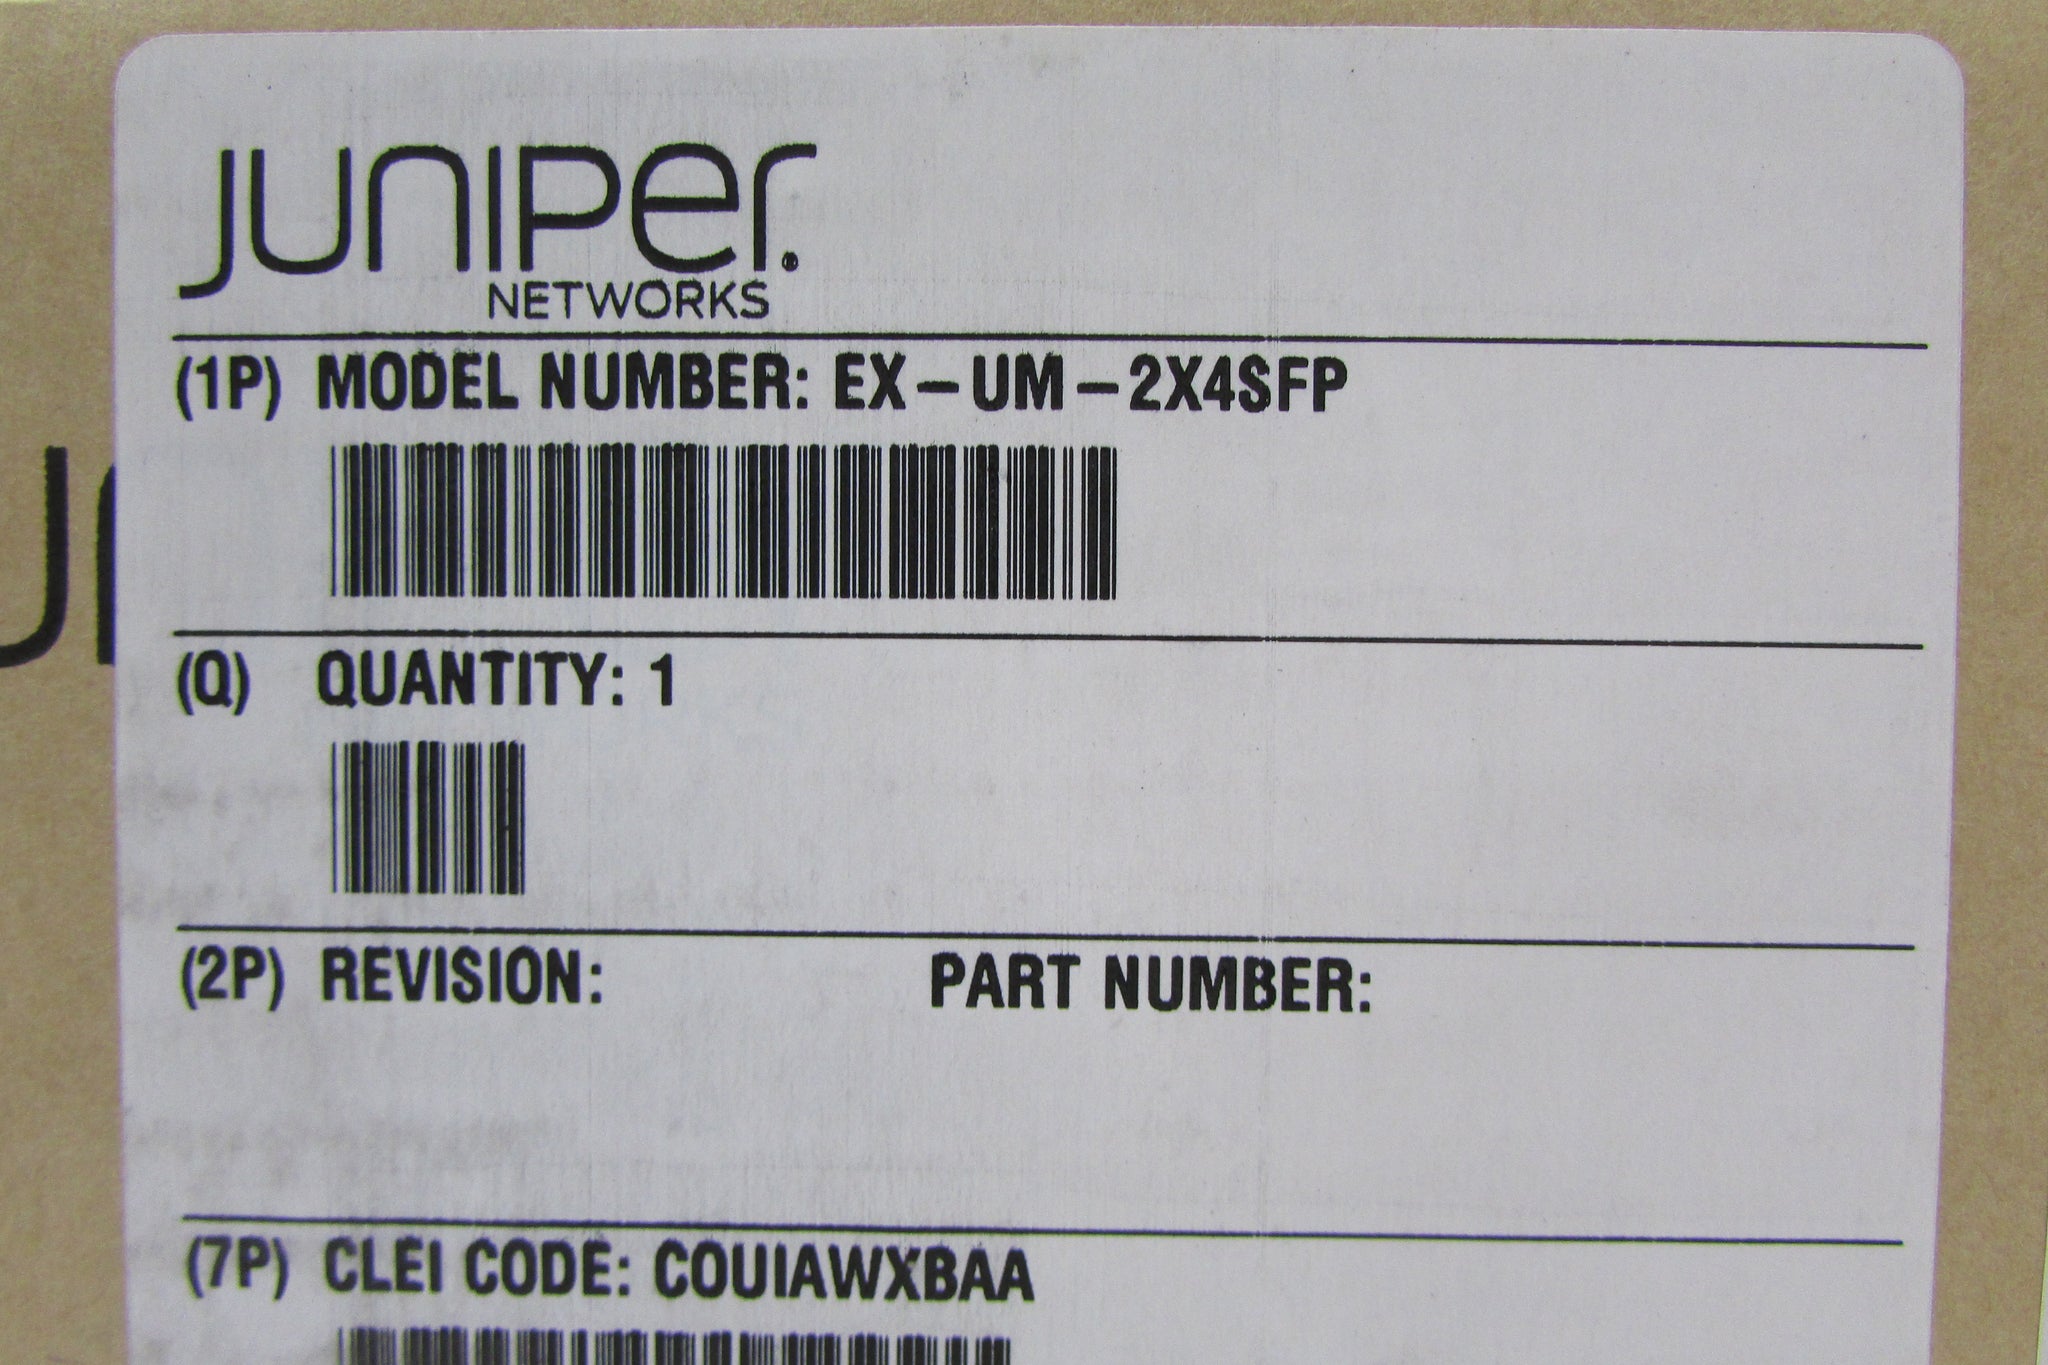 JUNIPEr
NETWORKS
(1P) MODEL NUMBER: EX-UM-2X4SFP
(Q) QUANTITY: 1
(2P) REVISION: PART NUMBER:
(7P) CLEI CODE: COUIAWXBAA